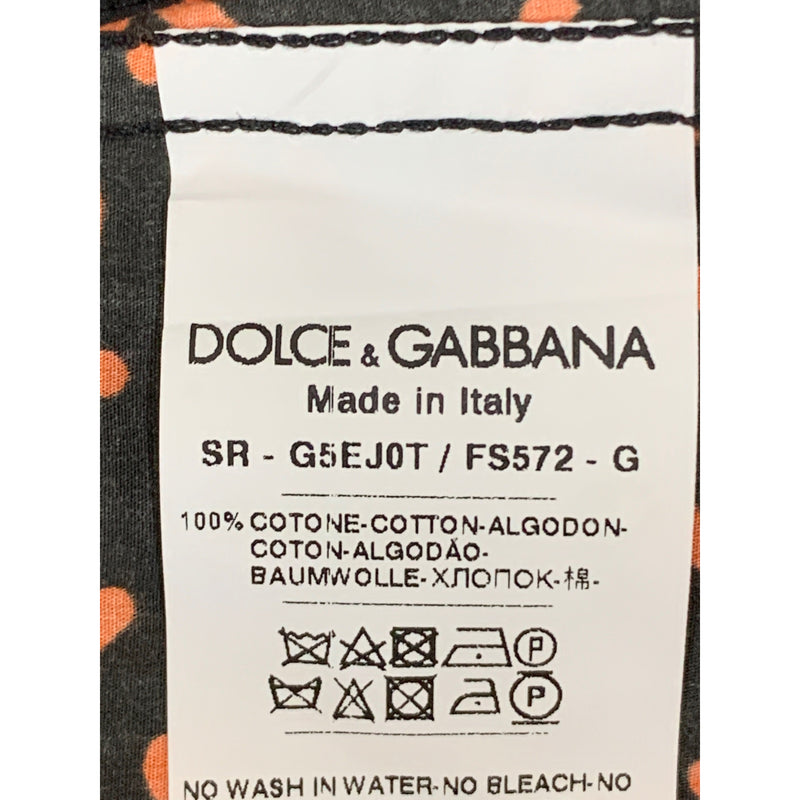 DOLCE & GABBANA
Made in Italy
SR - G5EJ0T / FS572 - G
100% COTONE-COTTON-ALGODON-
COTON-ALGODÃO-
BAUMWOLLE-ХЛОПОК-棉-
P
P
NO WASH IN WATER-NO BLEACH-NO